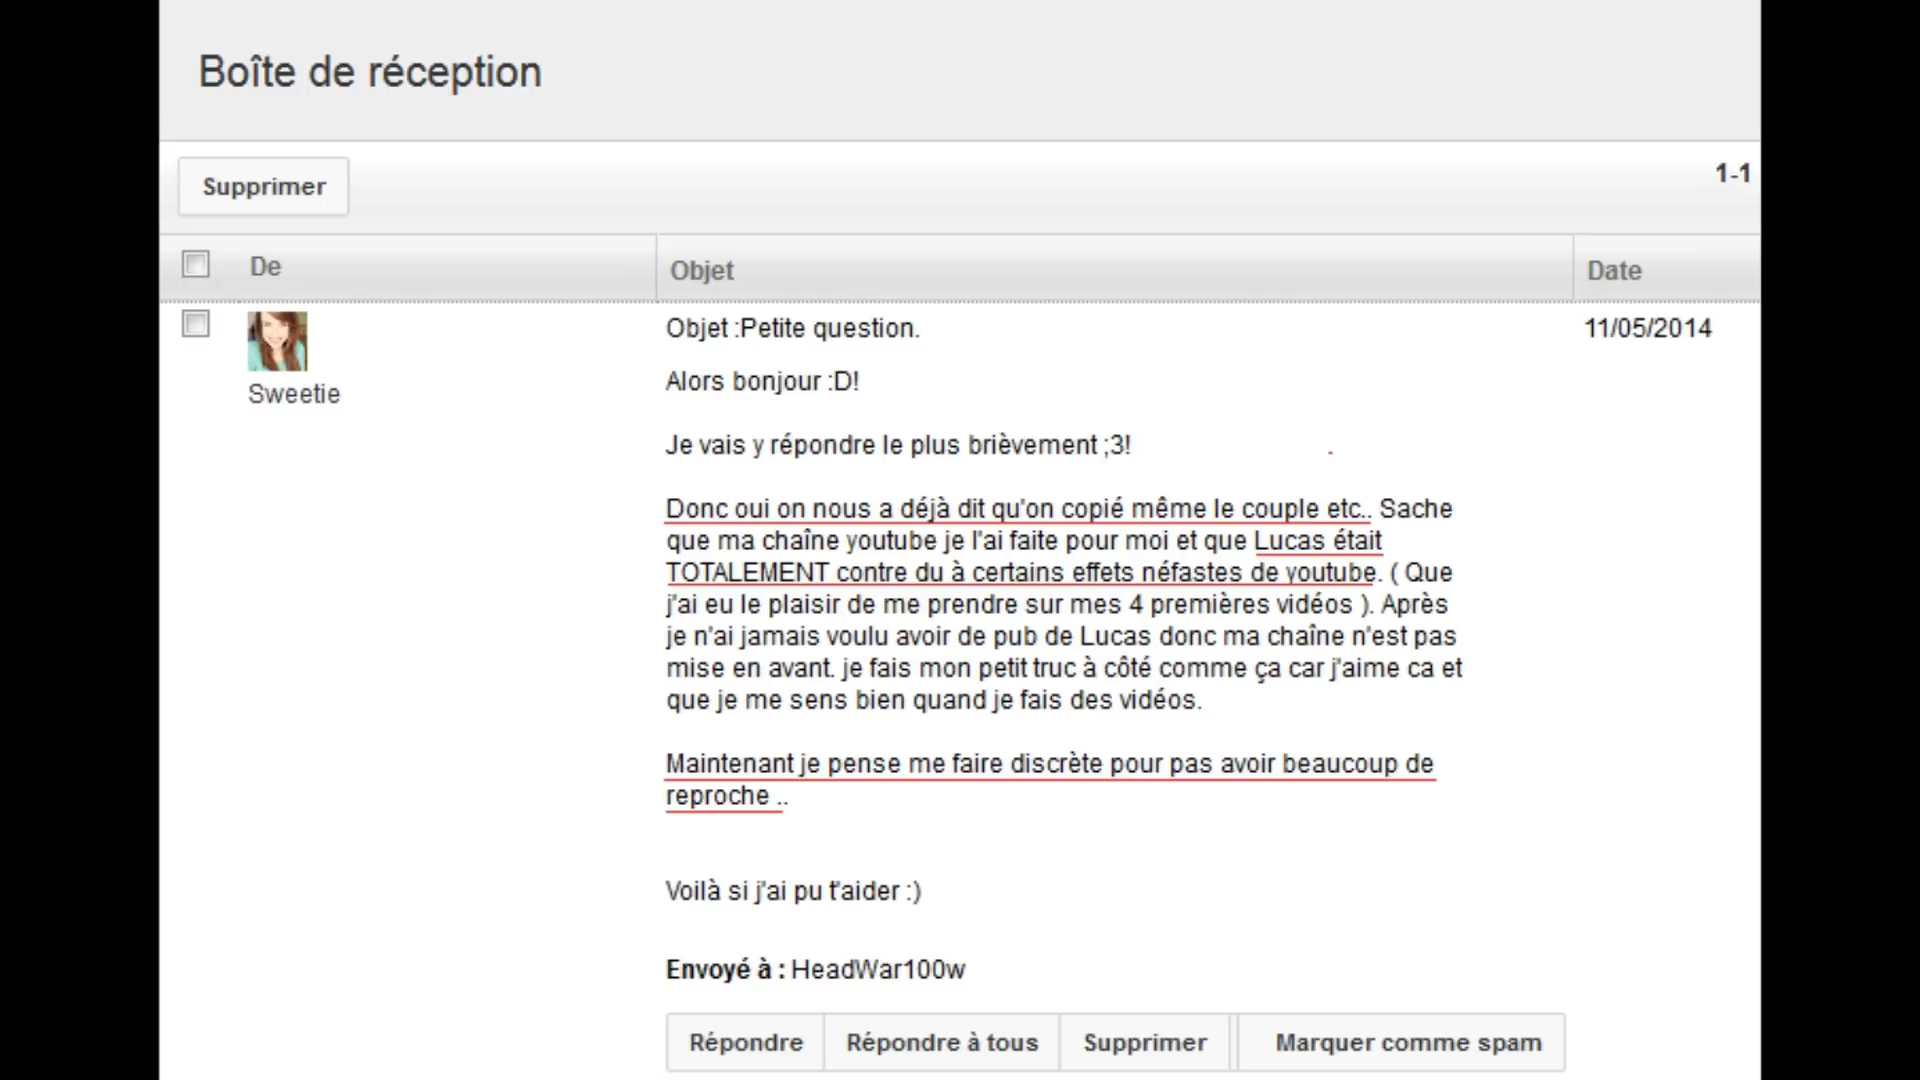 Boîte de réception
Supprimer
1-1
De
Objet
Date
Sweetie
Objet :Petite question.
11/05/2014
Alors bonjour :D!
Je vais y répondre le plus brièvement ;3!
Donc oui on nous a déjà dit qu'on copié même le couple etc.. Sache
que ma chaîne youtube je l'ai faite pour moi et que Lucas était
TOTALEMENT contre du à certains effets néfastes de youtube. ( Que
j'ai eu le plaisir de me prendre sur mes 4 premières vidéos ). Après
je n'ai jamais voulu avoir de pub de Lucas donc ma chaîne n'est pas
mise en avant. je fais mon petit truc à côté comme ça car j'aime ca et
que je me sens bien quand je fais des vidéos.
Maintenant je pense me faire discrète pour pas avoir beaucoup de
reproche ..
Voilà si j'ai pu t'aider :)
Envoyé à : HeadWar100w
Répondre
Répondre à tous
Supprimer
Marquer comme spam